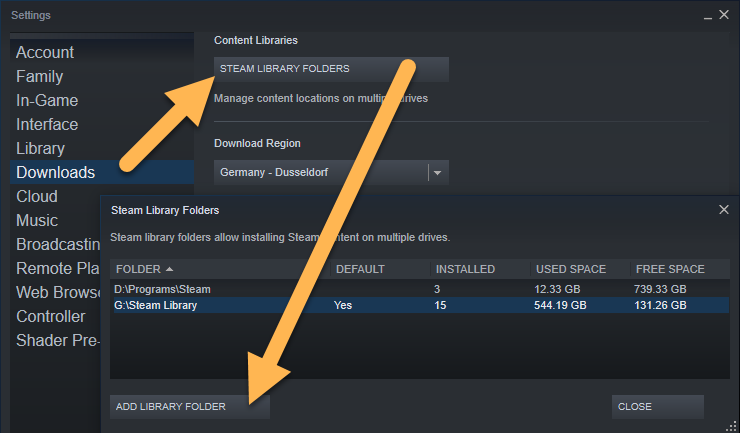 Settings
Account
Family
In-Game
Interface
Library
Downloads
Cloud
Music
Broadcasting
Remote Pla
Web Browse
Controller
Shader Pre-
Content Libraries
STEAM LIBRARY FOLDERS
Manage content locations on multiple drives
Download Region
Germany - Dusseldorf
Steam Library Folders
Steam library folders allow installing Steam content on multiple drives.
FOLDER DEFAULT INSTALLED USED SPACE FREE SPACE
D:\Programs\Steam 3 12.33 GB 739.33 GB
G:\Steam Library Yes 15 544.19 GB 131.26 GB
ADD LIBRARY FOLDER CLOSE